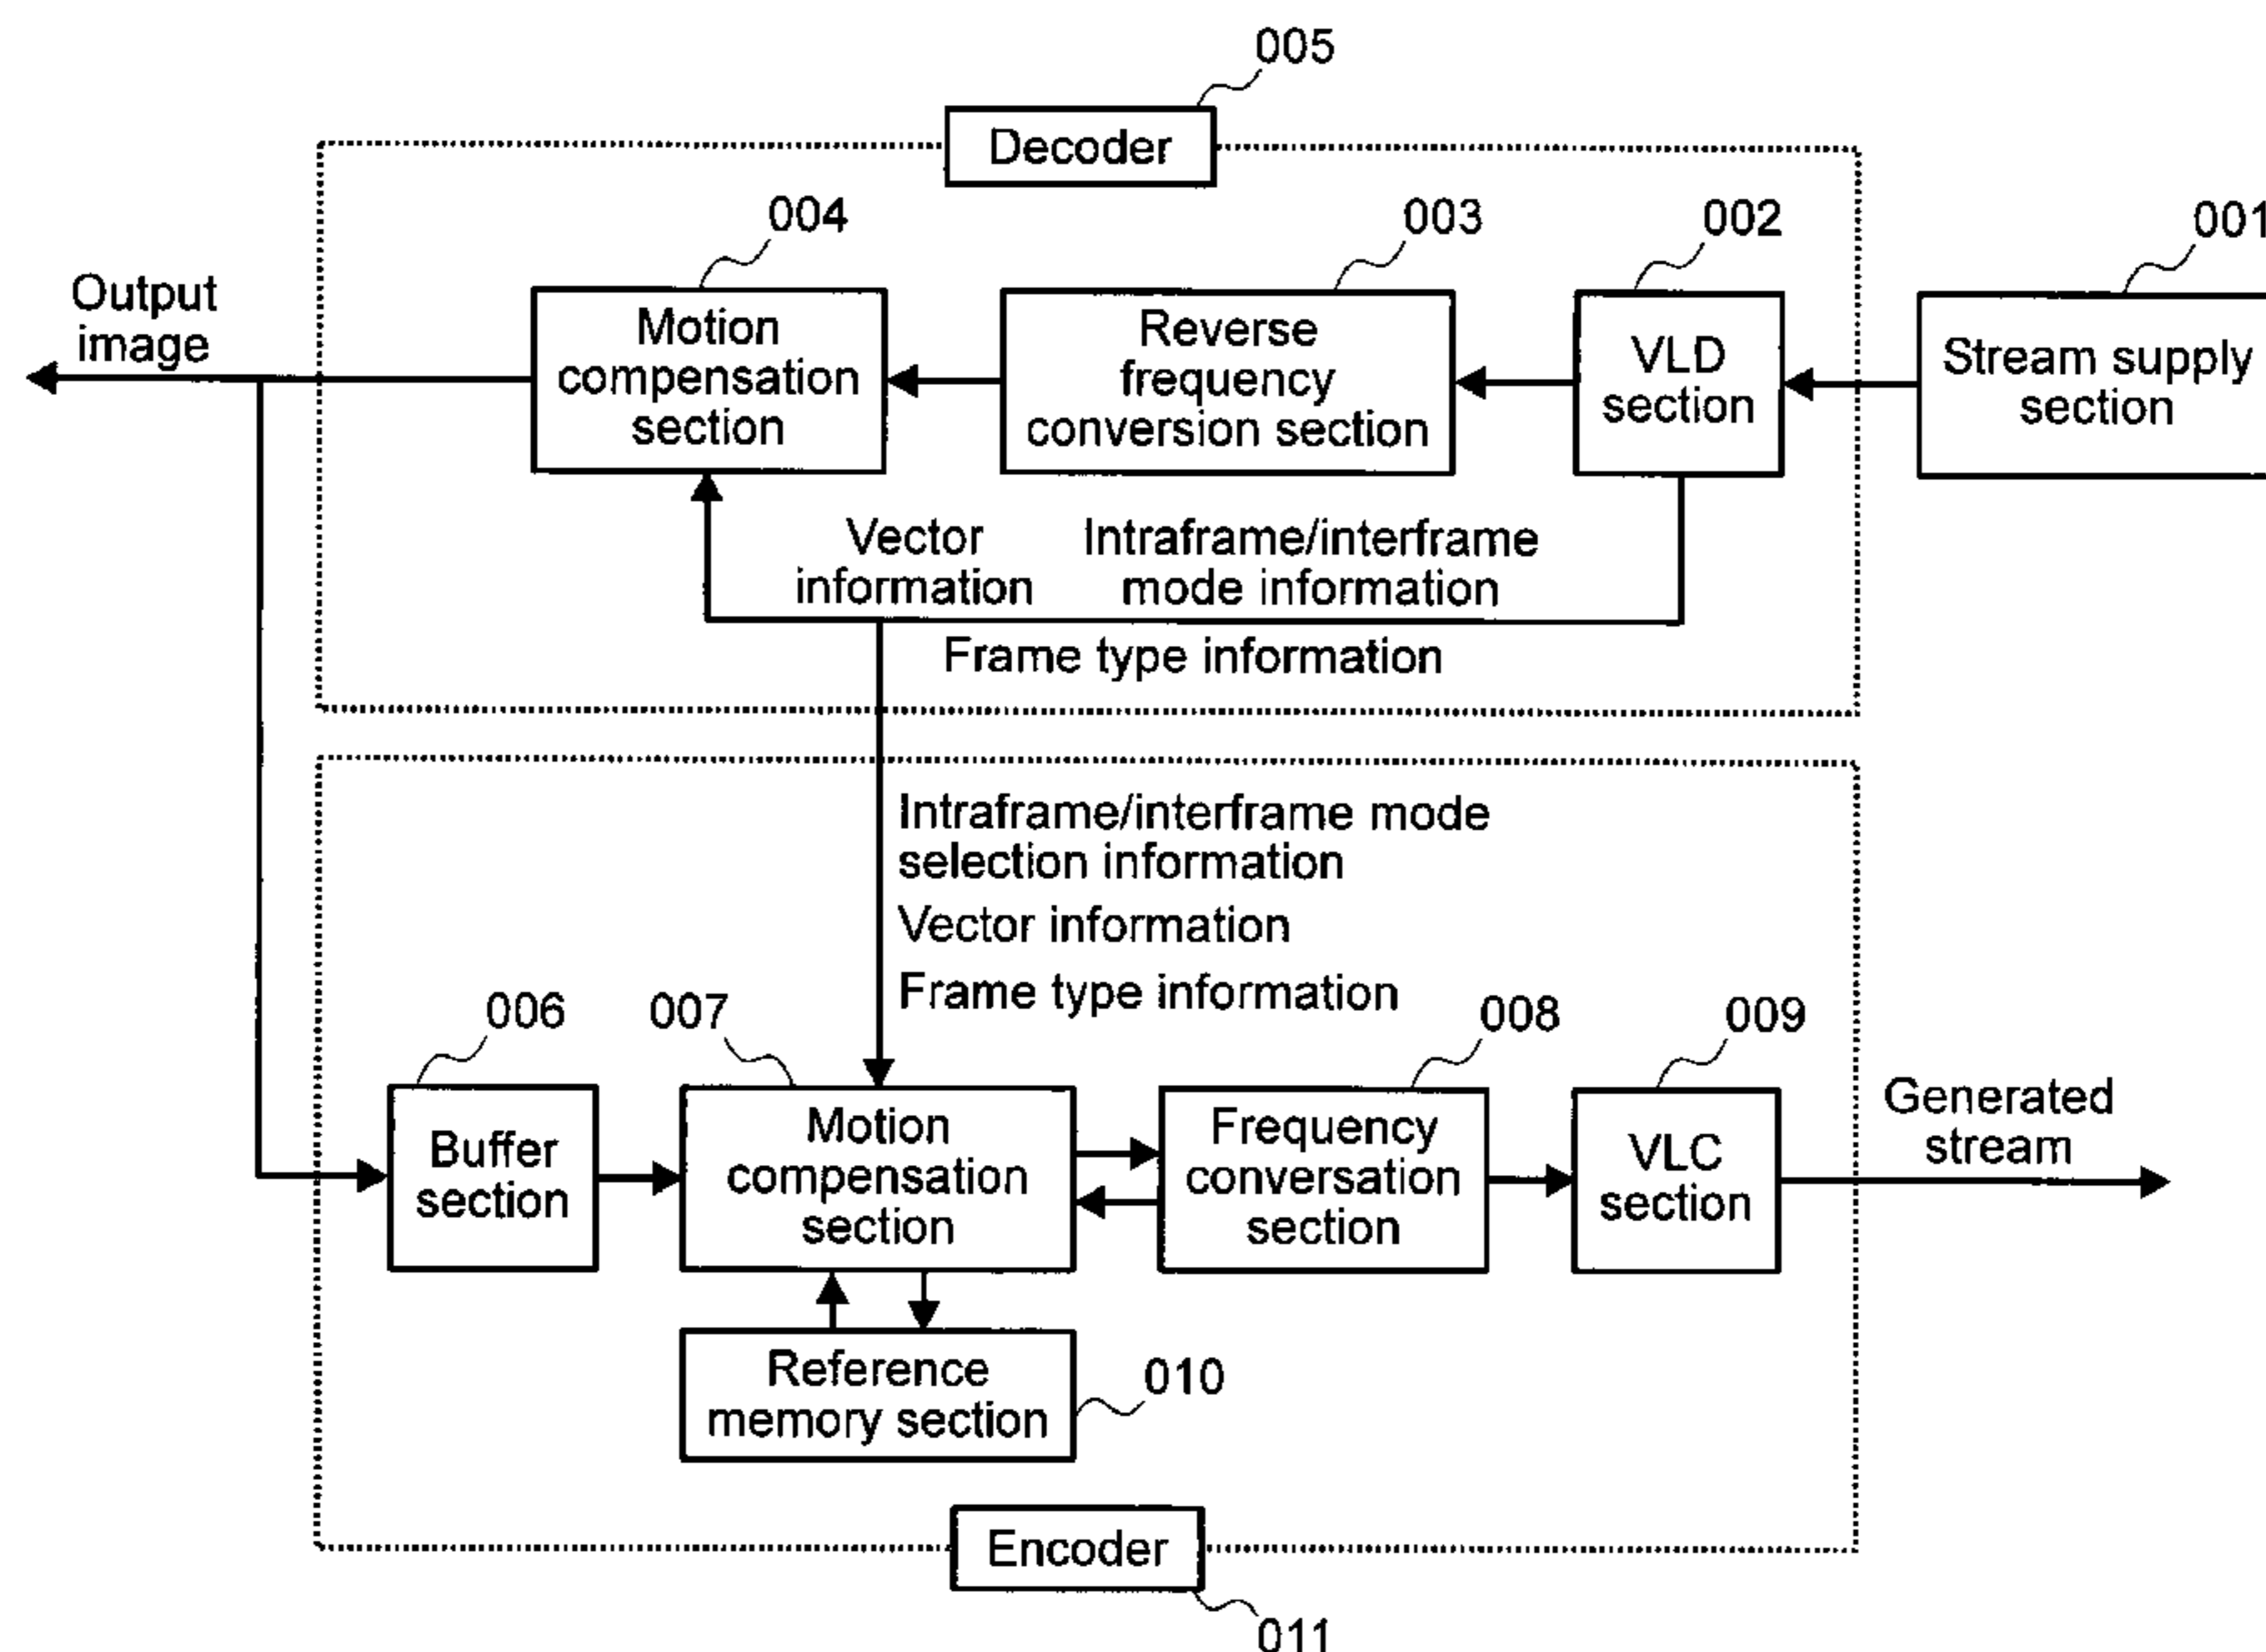 005
Decoder
004
003
002
001
Output
image
Motion
compensation
section
Reverse
frequency
conversion section
VLD
section
Stream supply
section
Vector
information
Intraframe/interframe
mode information
Frame type information
Intraframe/interframe mode
selection information
Vector information
Frame type information
006
007
008
009
Buffer
section
Motion
compensation
section
Frequency
conversation
section
VLC
section
Generated
stream
Reference
memory section
010
Encoder
011